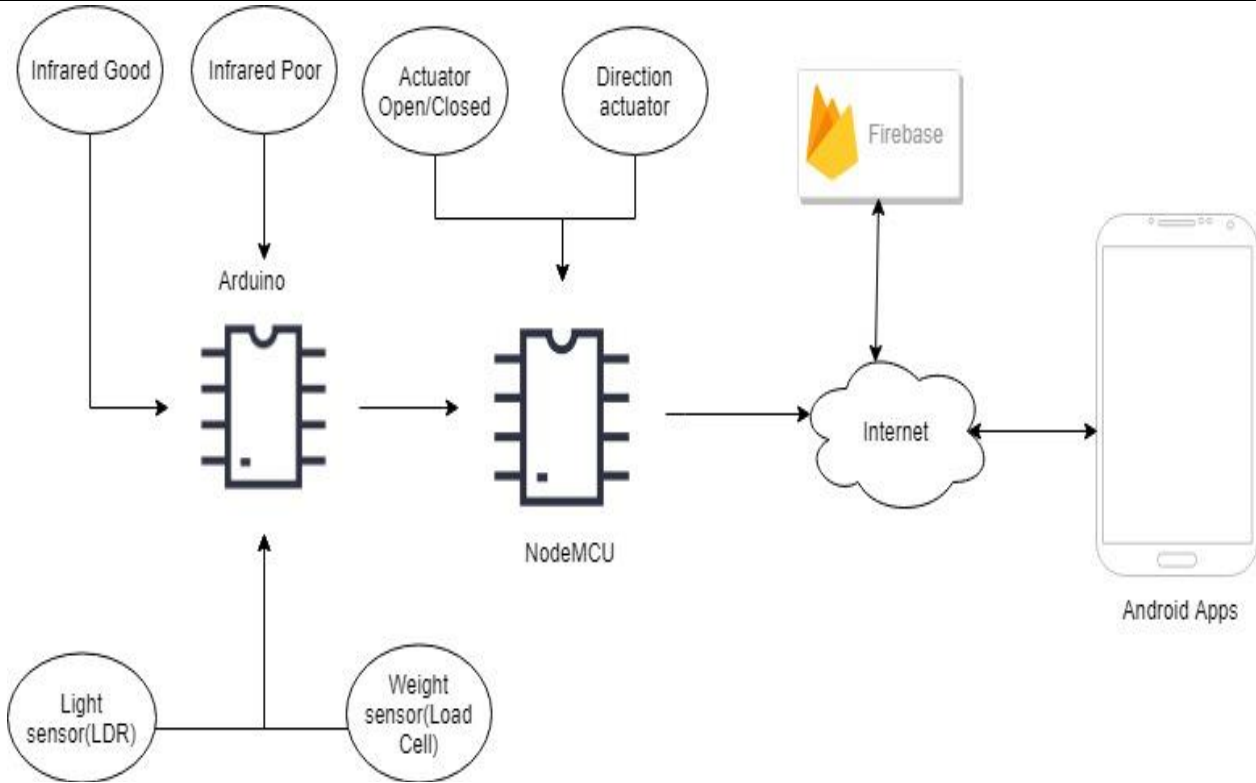 Infrared Good
Infrared Poor
Actuator
Open/Closed
Direction
actuator
Firebase
Arduino
Internet
NodeMCU
Android Apps
Light
sensor(LDR)
Weight
sensor(Load
Cell)